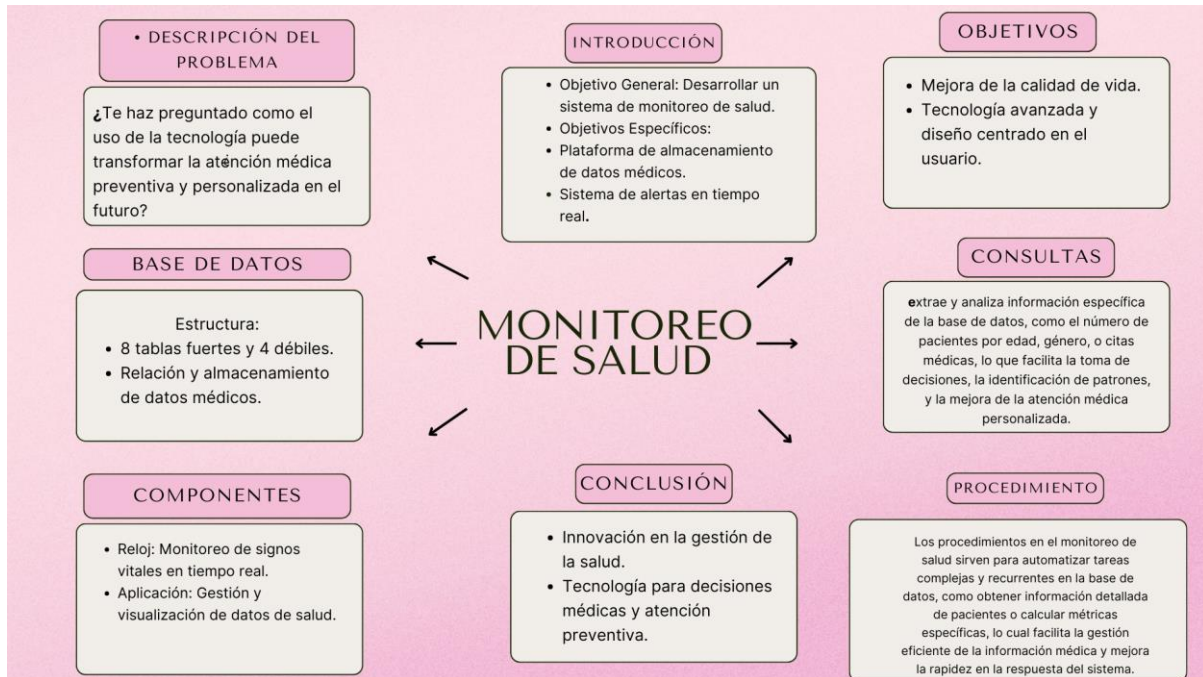 • DESCRIPCIÓN DEL
PROBLEMA
¿Te haz preguntado como el
uso de la tecnología puede
transformar la atención médica
preventiva y personalizada en el
futuro?
INTRODUCCIÓN
• Objetivo General: Desarrollar un
sistema de monitoreo de salud.
• Objetivos Específicos:
• Plataforma de almacenamiento
de datos médicos.
• Sistema de alertas en tiempo
real.
OBJETIVOS
• Mejora de la calidad de vida.
• Tecnología avanzada y
diseño centrado en el
usuario.
BASE DE DATOS
Estructura:
• 8 tablas fuertes y 4 débiles.
• Relación y almacenamiento
de datos médicos.
MONITOREO
DE SALUD
CONSULTAS
extrae y analiza información específica
de la base de datos, como el número de
pacientes por edad, género, o citas
médicas, lo que facilita la toma de
decisiones, la identificación de patrones,
y la mejora de la atención médica
personalizada.
COMPONENTES
• Reloj: Monitoreo de signos
vitales en tiempo real.
• Aplicación: Gestión y
visualización de datos de salud.
CONCLUSIÓN
• Innovación en la gestión de
la salud.
• Tecnología para decisiones
médicas y atención
preventiva.
PROCEDIMIENTO
Los procedimientos en el monitoreo de
salud sirven para automatizar tareas
complejas y recurrentes en la base de
datos, como obtener información detallada
de pacientes o calcular métricas
específicas, lo cual facilita la gestión
eficiente de la información médica y mejora
la rapidez en la respuesta del sistema.